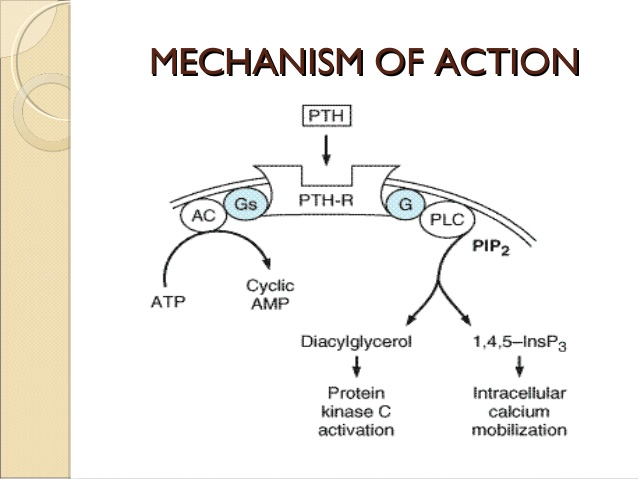 MECHANISM OF ACTION
PTH
PTH-R
Gs
AC
G
PLC
PIP₂
ATP
Cyclic
AMP
Diacylglycerol
1,4,5–InsP₃
Protein
kinase C
activation
Intracellular
calcium
mobilization